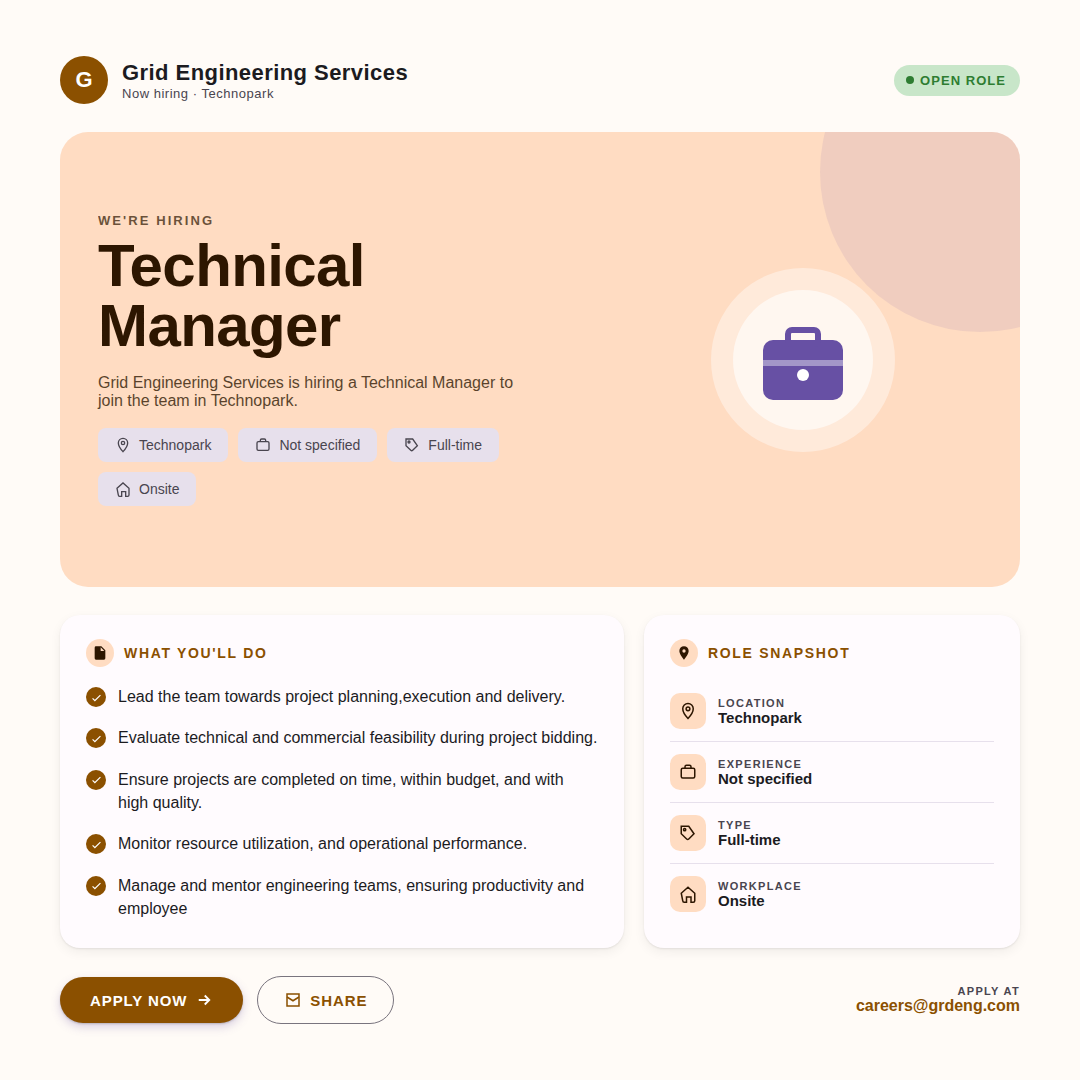 G
Grid Engineering Services
Now hiring · Technopark
OPEN ROLE
WE'RE HIRING
Technical
Manager
Grid Engineering Services is hiring a Technical Manager to
join the team in Technopark.
Technopark
Not specified
Full-time
Onsite
WHAT YOU'LL DO
Lead the team towards project planning,execution and delivery.
Evaluate technical and commercial feasibility during project bidding.
Ensure projects are completed on time, within budget, and with
high quality.
Monitor resource utilization, and operational performance.
Manage and mentor engineering teams, ensuring productivity and
employee
ROLE SNAPSHOT
LOCATION
Technopark
EXPERIENCE
Not specified
TYPE
Full-time
WORKPLACE
Onsite
APPLY NOW
SHARE
APPLY AT
careers@grdeng.com